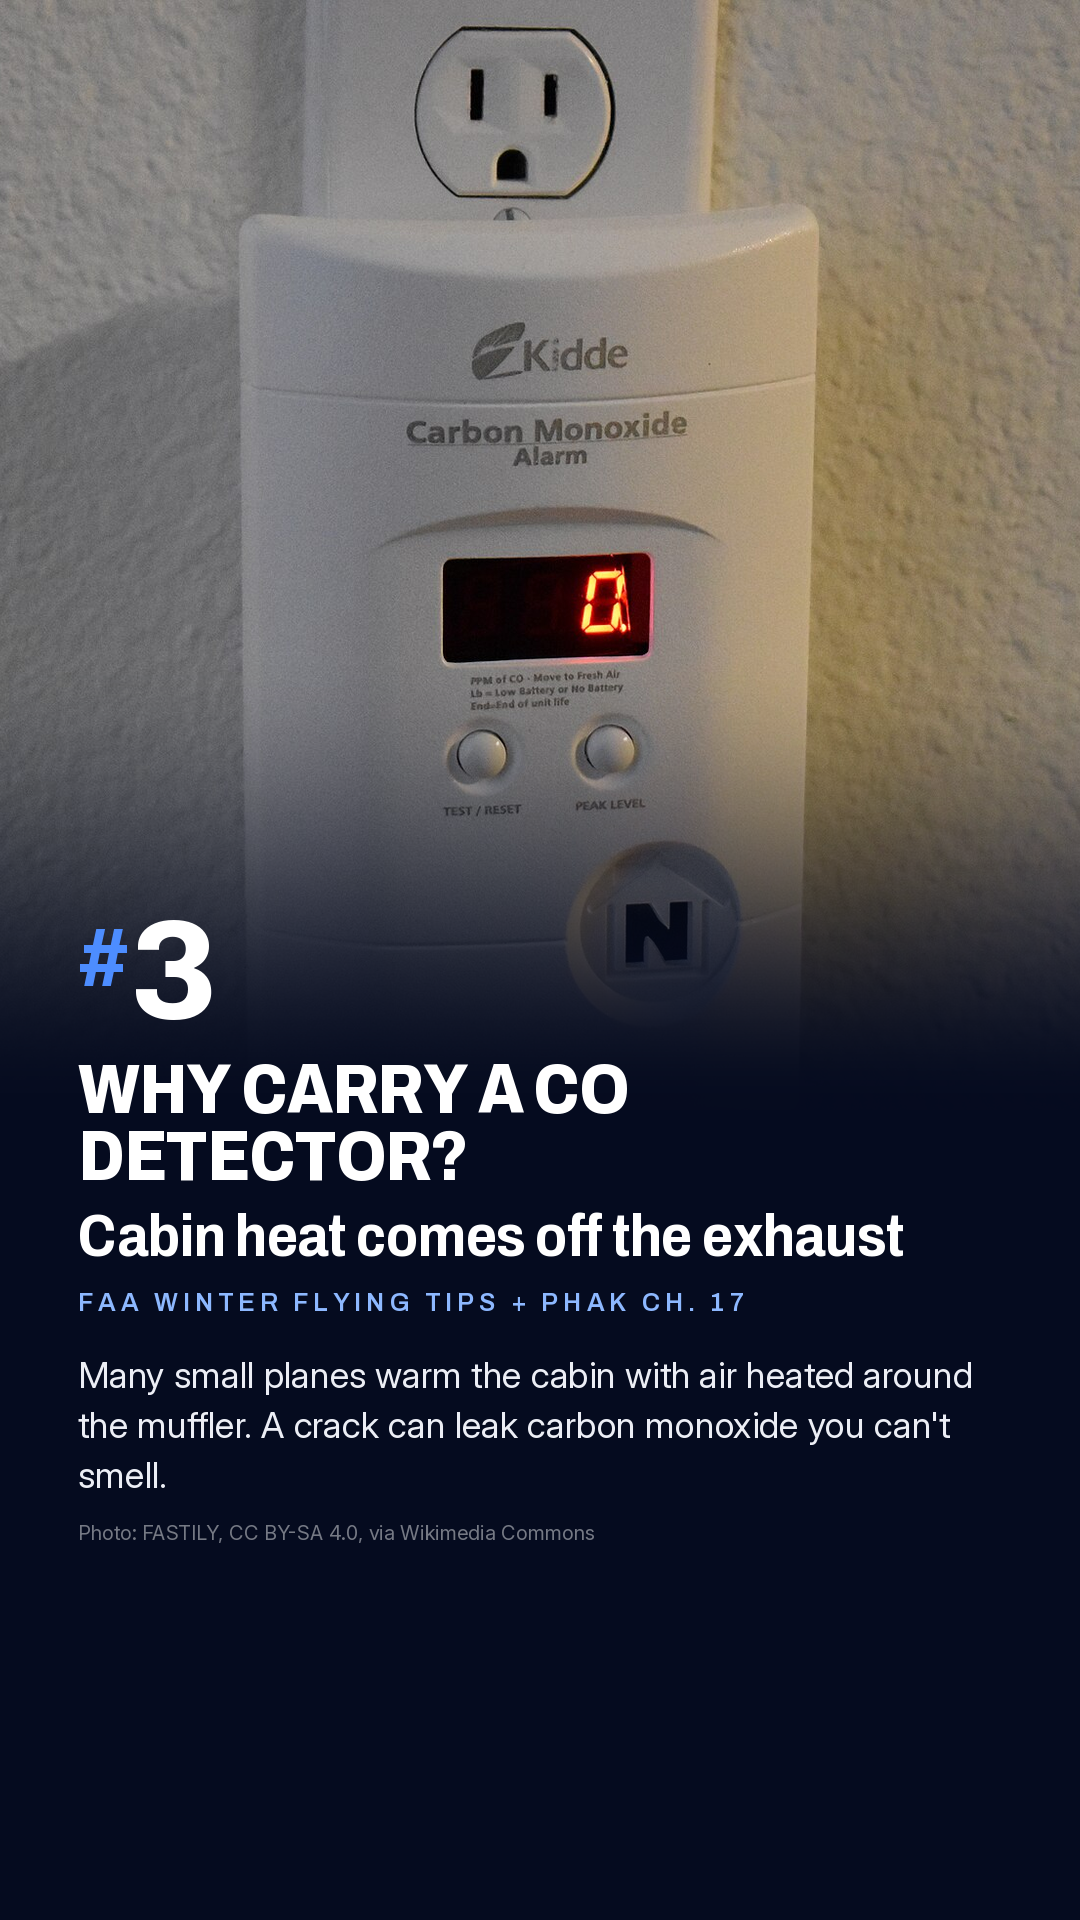 Kidde
Carbon Monoxide
Alarm
0
PPM of CO - Move to Fresh Air
Lb = Low Battery or No Battery
End=End of unit life
TEST / RESET
PEAK LEVEL
N
#3
WHY CARRY A CO
DETECTOR?
Cabin heat comes off the exhaust
FAA WINTER FLYING TIPS + PHAK CH. 17
Many small planes warm the cabin with air heated around
the muffler. A crack can leak carbon monoxide you can't
smell.
Photo: FASTILY, CC BY-SA 4.0, via Wikimedia Commons